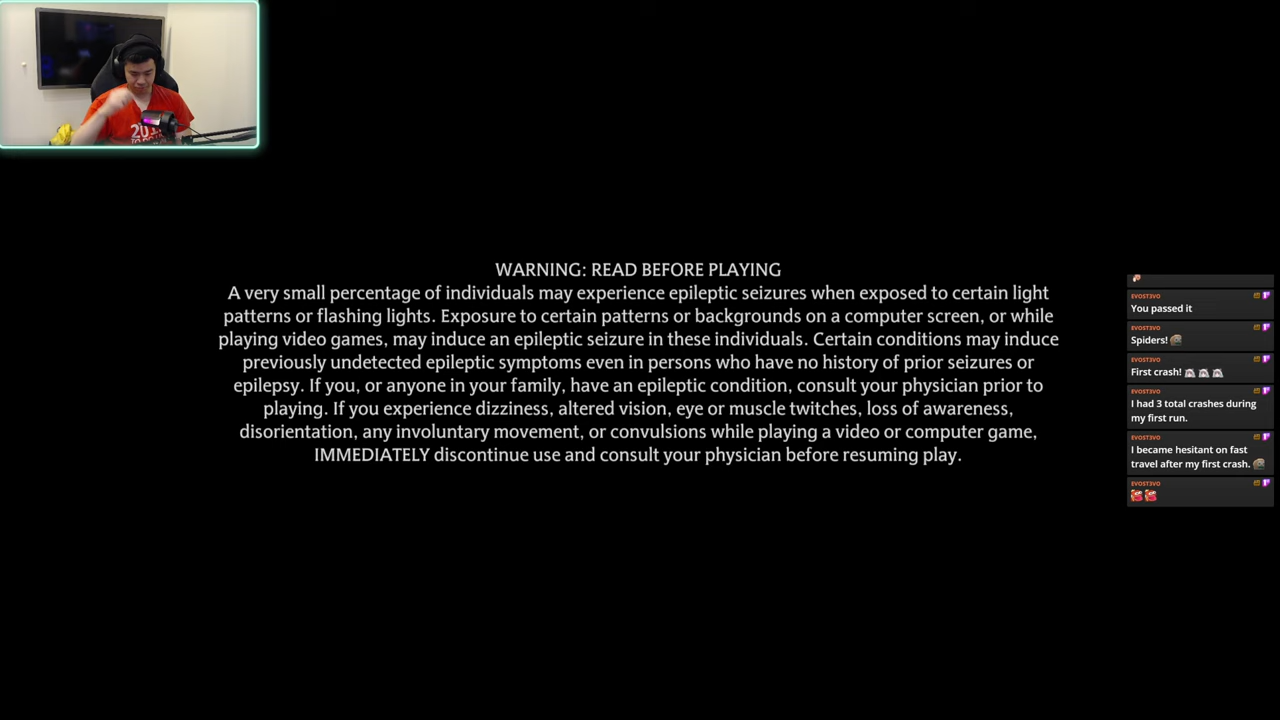 201
WARNING: READ BEFORE PLAYING
A very small percentage of individuals may experience epileptic seizures when exposed to certain light
patterns or flashing lights. Exposure to certain patterns or backgrounds on a computer screen, or while
playing video games, may induce an epileptic seizure in these individuals. Certain conditions may induce
previously undetected epileptic symptoms even in persons who have no history of prior seizures or
epilepsy. If you, or anyone in your family, have an epileptic condition, consult your physician prior to
playing. If you experience dizziness, altered vision, eye or muscle twitches, loss of awareness,
disorientation, any involuntary movement, or convulsions while playing a video or computer game,
IMMEDIATELY discontinue use and consult your physician before resuming play.
EVOST3VO
You passed it
EVOST3VO
Spiders!
EVOST3VO
First crash!
EVOST3VO
I had 3 total crashes during
my first run.
EVOST3VO
I became hesitant on fast
travel after my first crash.
EVOST3VO